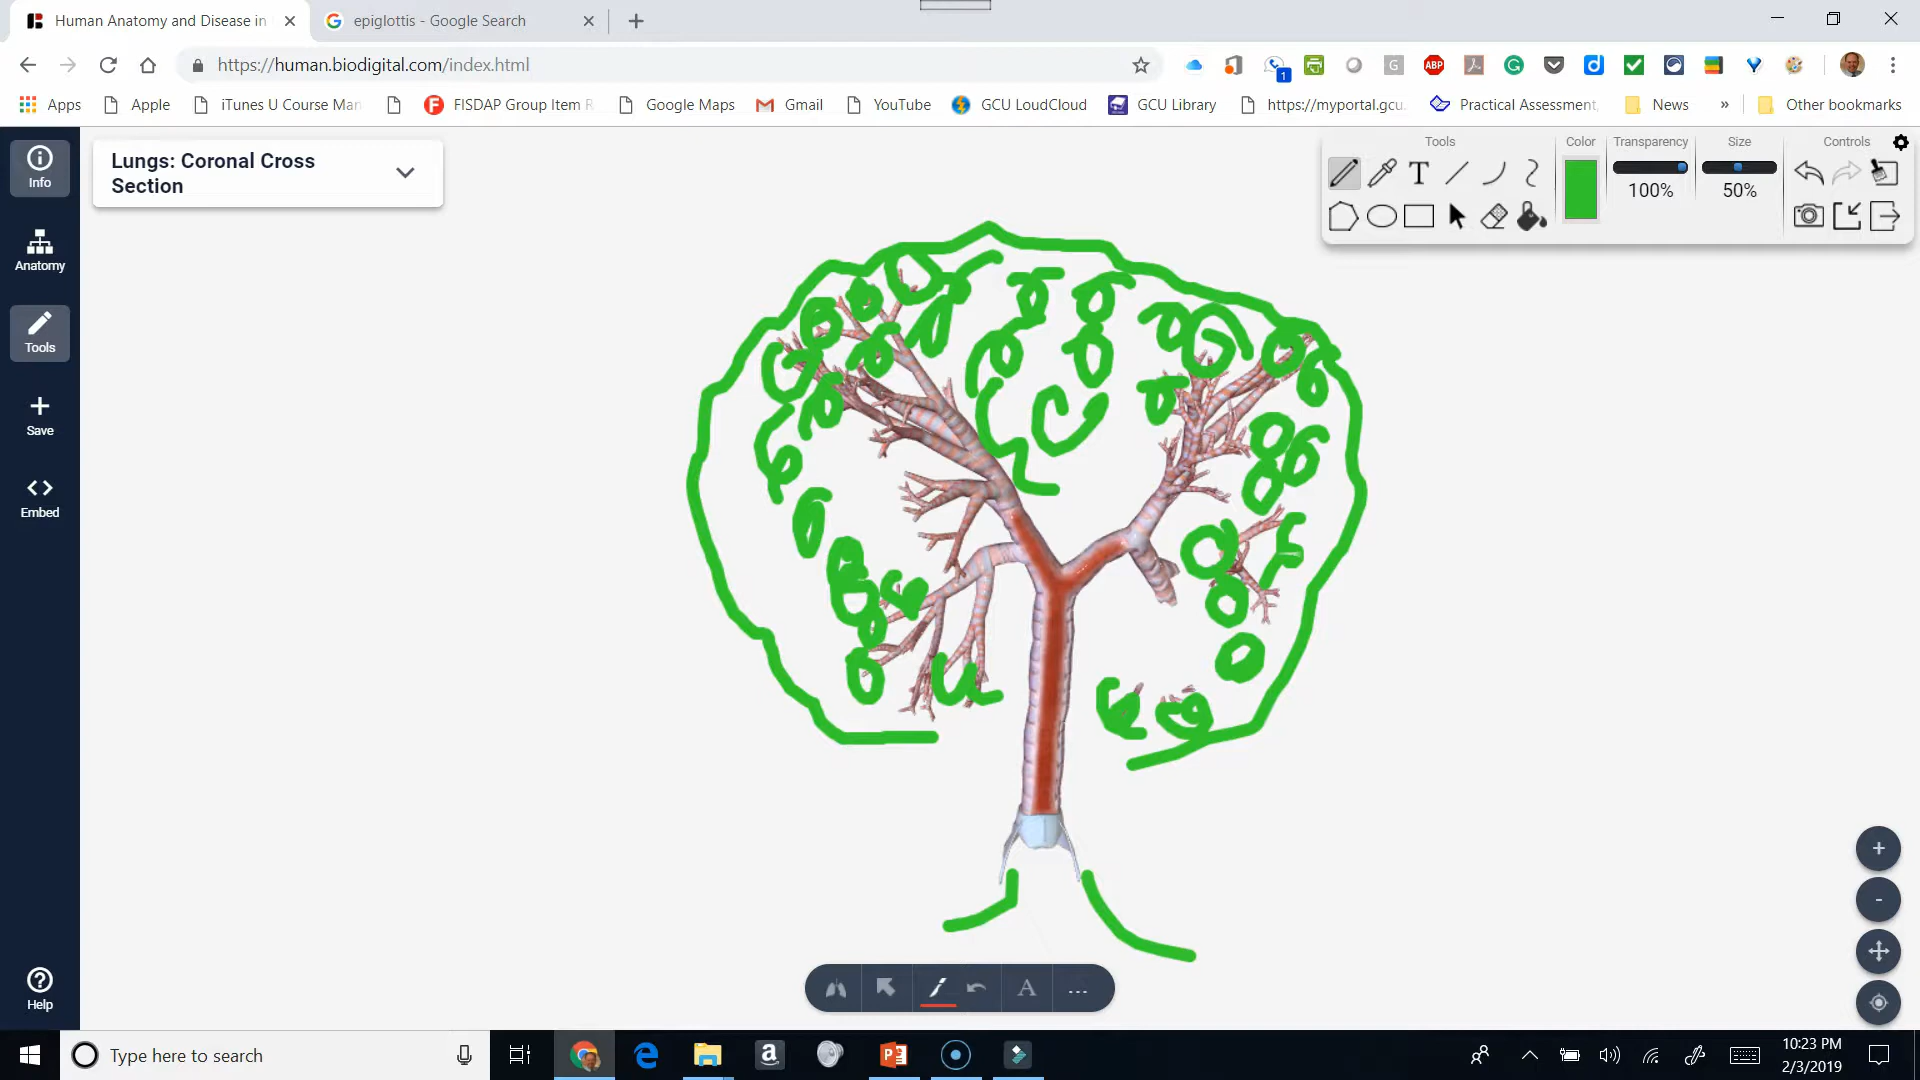 Human Anatomy and Disease in
epiglottis - Google Search
https://human.biodigital.com/index.html
Apps
Apple
iTunes U Course Man
FISDAP Group Item R
Google Maps
Gmail
YouTube
GCU LoudCloud
GCU Library
https://myportal.gcu.
Practical Assessment,
News
»
Other bookmarks
Info
Anatomy
Tools
Save
Embed
Help
Lungs: Coronal Cross
Section
Tools
Color
Transparency
Size
Controls
T
100%
50%
ABP
G
1
+
-
A
...
Type here to search
10:23 PM
2/3/2019